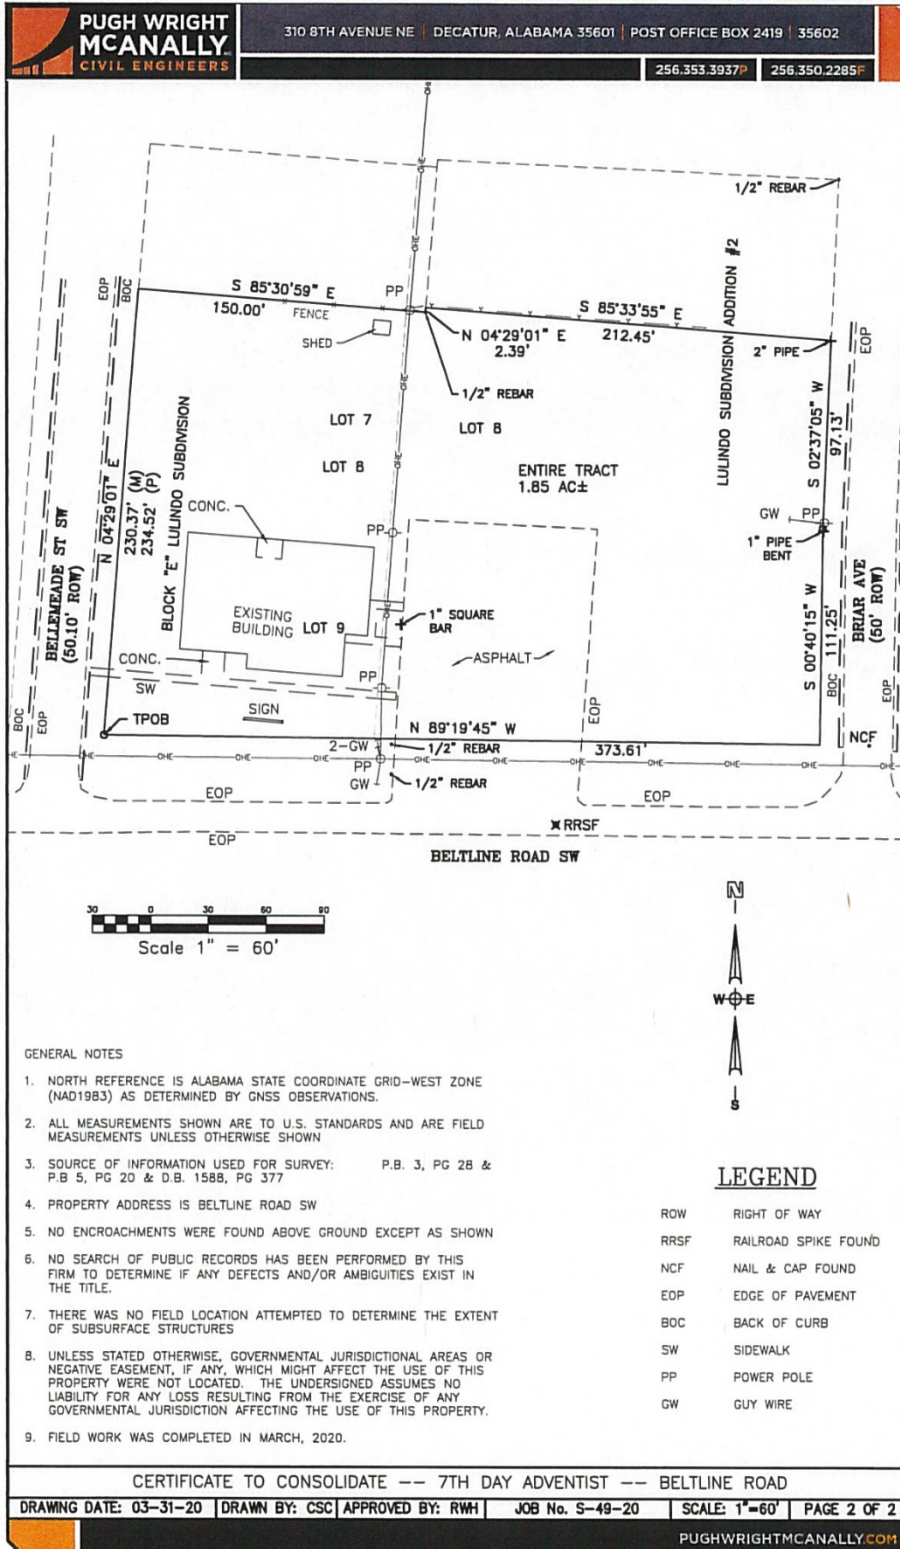 PUGH WRIGHT
MCANALLY
CIVIL ENGINEERS
310 8TH AVENUE NE | DECATUR, ALABAMA 35601 | POST OFFICE BOX 2419 | 35602
256.353.3937P
256.350.2285F
OHE
OHE
1/2" REBAR
OHE
EOP
BOC
S 85°30'59" E
150.00'
FENCE
PP
SHED
S 85°33'55" E
212.45'
N 04°29'01" E
2.39'
2" PIPE
EOP
1/2" REBAR
LULINDO SUBDIVISION ADDITION #2
LOT 7
LOT 8
LOT 8
ENTIRE TRACT
1.85 AC±
S 02°37'05" W
97.13'
N 04°29'01" E
230.37' (M)
234.52' (P)
BLOCK "E" LULINDO SUBDIVISION
CONC.
PP
GW
PP
1" PIPE
BENT
BELLEMEADE ST SW
(50.10' ROW)
BRIAR AVE
(50' ROW)
EXISTING
BUILDING
LOT 9
1" SQUARE
BAR
S 00°40'15" W
111.25'
CONC.
SW
PP
ASPHALT
EOP
BOC
EOP
BOC
EOP
SIGN
TPOB
N 89°19'45" W
373.61'
NCF
2-GW
1/2" REBAR
PP
GW
1/2" REBAR
OHE
OHE
OHE
OHE
OHE
OHE
EOP
EOP
EOP
RRSF
BELTLINE ROAD SW
30 0 30 60 90
Scale 1" = 60'
N
W E
S
GENERAL NOTES
1. NORTH REFERENCE IS ALABAMA STATE COORDINATE GRID-WEST ZONE
(NAD1983) AS DETERMINED BY GNSS OBSERVATIONS.
2. ALL MEASUREMENTS SHOWN ARE TO U.S. STANDARDS AND ARE FIELD
MEASUREMENTS UNLESS OTHERWISE SHOWN
3. SOURCE OF INFORMATION USED FOR SURVEY: P.B. 3, PG 28 &
P.B 5, PG 20 & D.B. 1588, PG 377
4. PROPERTY ADDRESS IS BELTLINE ROAD SW
5. NO ENCROACHMENTS WERE FOUND ABOVE GROUND EXCEPT AS SHOWN
6. NO SEARCH OF PUBLIC RECORDS HAS BEEN PERFORMED BY THIS
FIRM TO DETERMINE IF ANY DEFECTS AND/OR AMBIGUITIES EXIST IN
THE TITLE.
7. THERE WAS NO FIELD LOCATION ATTEMPTED TO DETERMINE THE EXTENT
OF SUBSURFACE STRUCTURES
8. UNLESS STATED OTHERWISE, GOVERNMENTAL JURISDICTIONAL AREAS OR
NEGATIVE EASEMENT, IF ANY, WHICH MIGHT AFFECT THE USE OF THIS
PROPERTY WERE NOT LOCATED. THE UNDERSIGNED ASSUMES NO
LIABILITY FOR ANY LOSS RESULTING FROM THE EXERCISE OF ANY
GOVERNMENTAL JURISDICTION AFFECTING THE USE OF THIS PROPERTY.
9. FIELD WORK WAS COMPLETED IN MARCH, 2020.
LEGEND
ROW RIGHT OF WAY
RRSF RAILROAD SPIKE FOUND
NCF NAIL & CAP FOUND
EOP EDGE OF PAVEMENT
BOC BACK OF CURB
SW SIDEWALK
PP POWER POLE
GW GUY WIRE
CERTIFICATE TO CONSOLIDATE -- 7TH DAY ADVENTIST -- BELTLINE ROAD
DRAWING DATE: 03-31-20 DRAWN BY: CSC APPROVED BY: RWH JOB No. S-49-20 SCALE: 1"=60' PAGE 2 OF 2
PUGHWRIGHTMCANALLY.COM